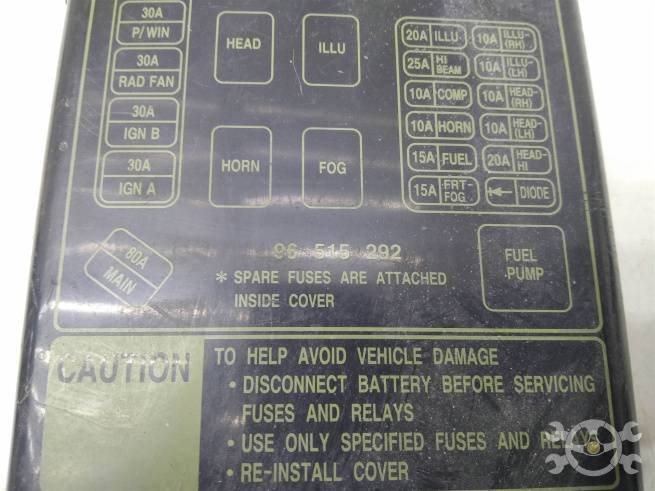 30A
P/WIN
30A
RAD FAN
30A
IGN B
30A
IGN A
80A
MAIN
HEAD
ILLU
HORN
FOG
20A ILLU
10A ILLU-(RH)
25A HI BEAM
10A ILLU-(LH)
10A COMP
10A HEAD-(RH)
10A HORN
10A HEAD-(LH)
15A FUEL
20A HEAD-HI
15A FRT-FOG
DIODE
96 515 292
* SPARE FUSES ARE ATTACHED
INSIDE COVER
FUEL
PUMP
CAUTION
TO HELP AVOID VEHICLE DAMAGE
• DISCONNECT BATTERY BEFORE SERVICING
FUSES AND RELAYS
• USE ONLY SPECIFIED FUSES AND RELAYS
• RE-INSTALL COVER